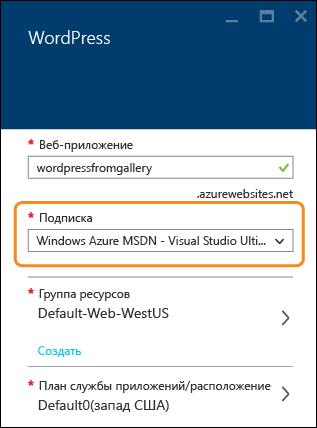 WordPress
* Веб-приложение
wordpressfromgallery
.azurewebsites.net
* Подписка
Windows Azure MSDN - Visual Studio Ulti...
* Группа ресурсов
Default-Web-WestUS
Создать
* План службы приложений/расположение
Default0(запад США)